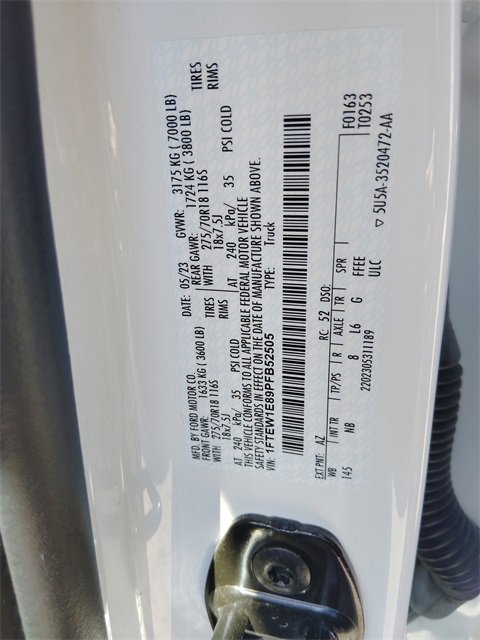 MFD. BY FORD MOTOR CO.
DATE: 05/23 GVWR: 3175 KG ( 7000 LB)
FRONT GAWR: 1633 KG ( 3600 LB) REAR GAWR: 1724 KG ( 3800 LB)
WITH 275/70R18 116S TIRES WITH 275/70R18 116S TIRES
18x7.5J RIMS 18x7.5J RIMS
AT 240 kPa/ 35 PSI COLD AT 240 kPa/ 35 PSI COLD
THIS VEHICLE CONFORMS TO ALL APPLICABLE FEDERAL MOTOR VEHICLE
SAFETY STANDARDS IN EFFECT ON THE DATE OF MANUFACTURE SHOWN ABOVE.
VIN: 1FTEW1E89PFB52505 TYPE: Truck
EXT PNT: AZ RC: 52 DSO: F0163
T0253
WB INT TR TP/PS R AXLE TR SPR
145 NB 8 L6 G FFEE
2202305311189 ULC
▽ 5U5A-3520472-AA